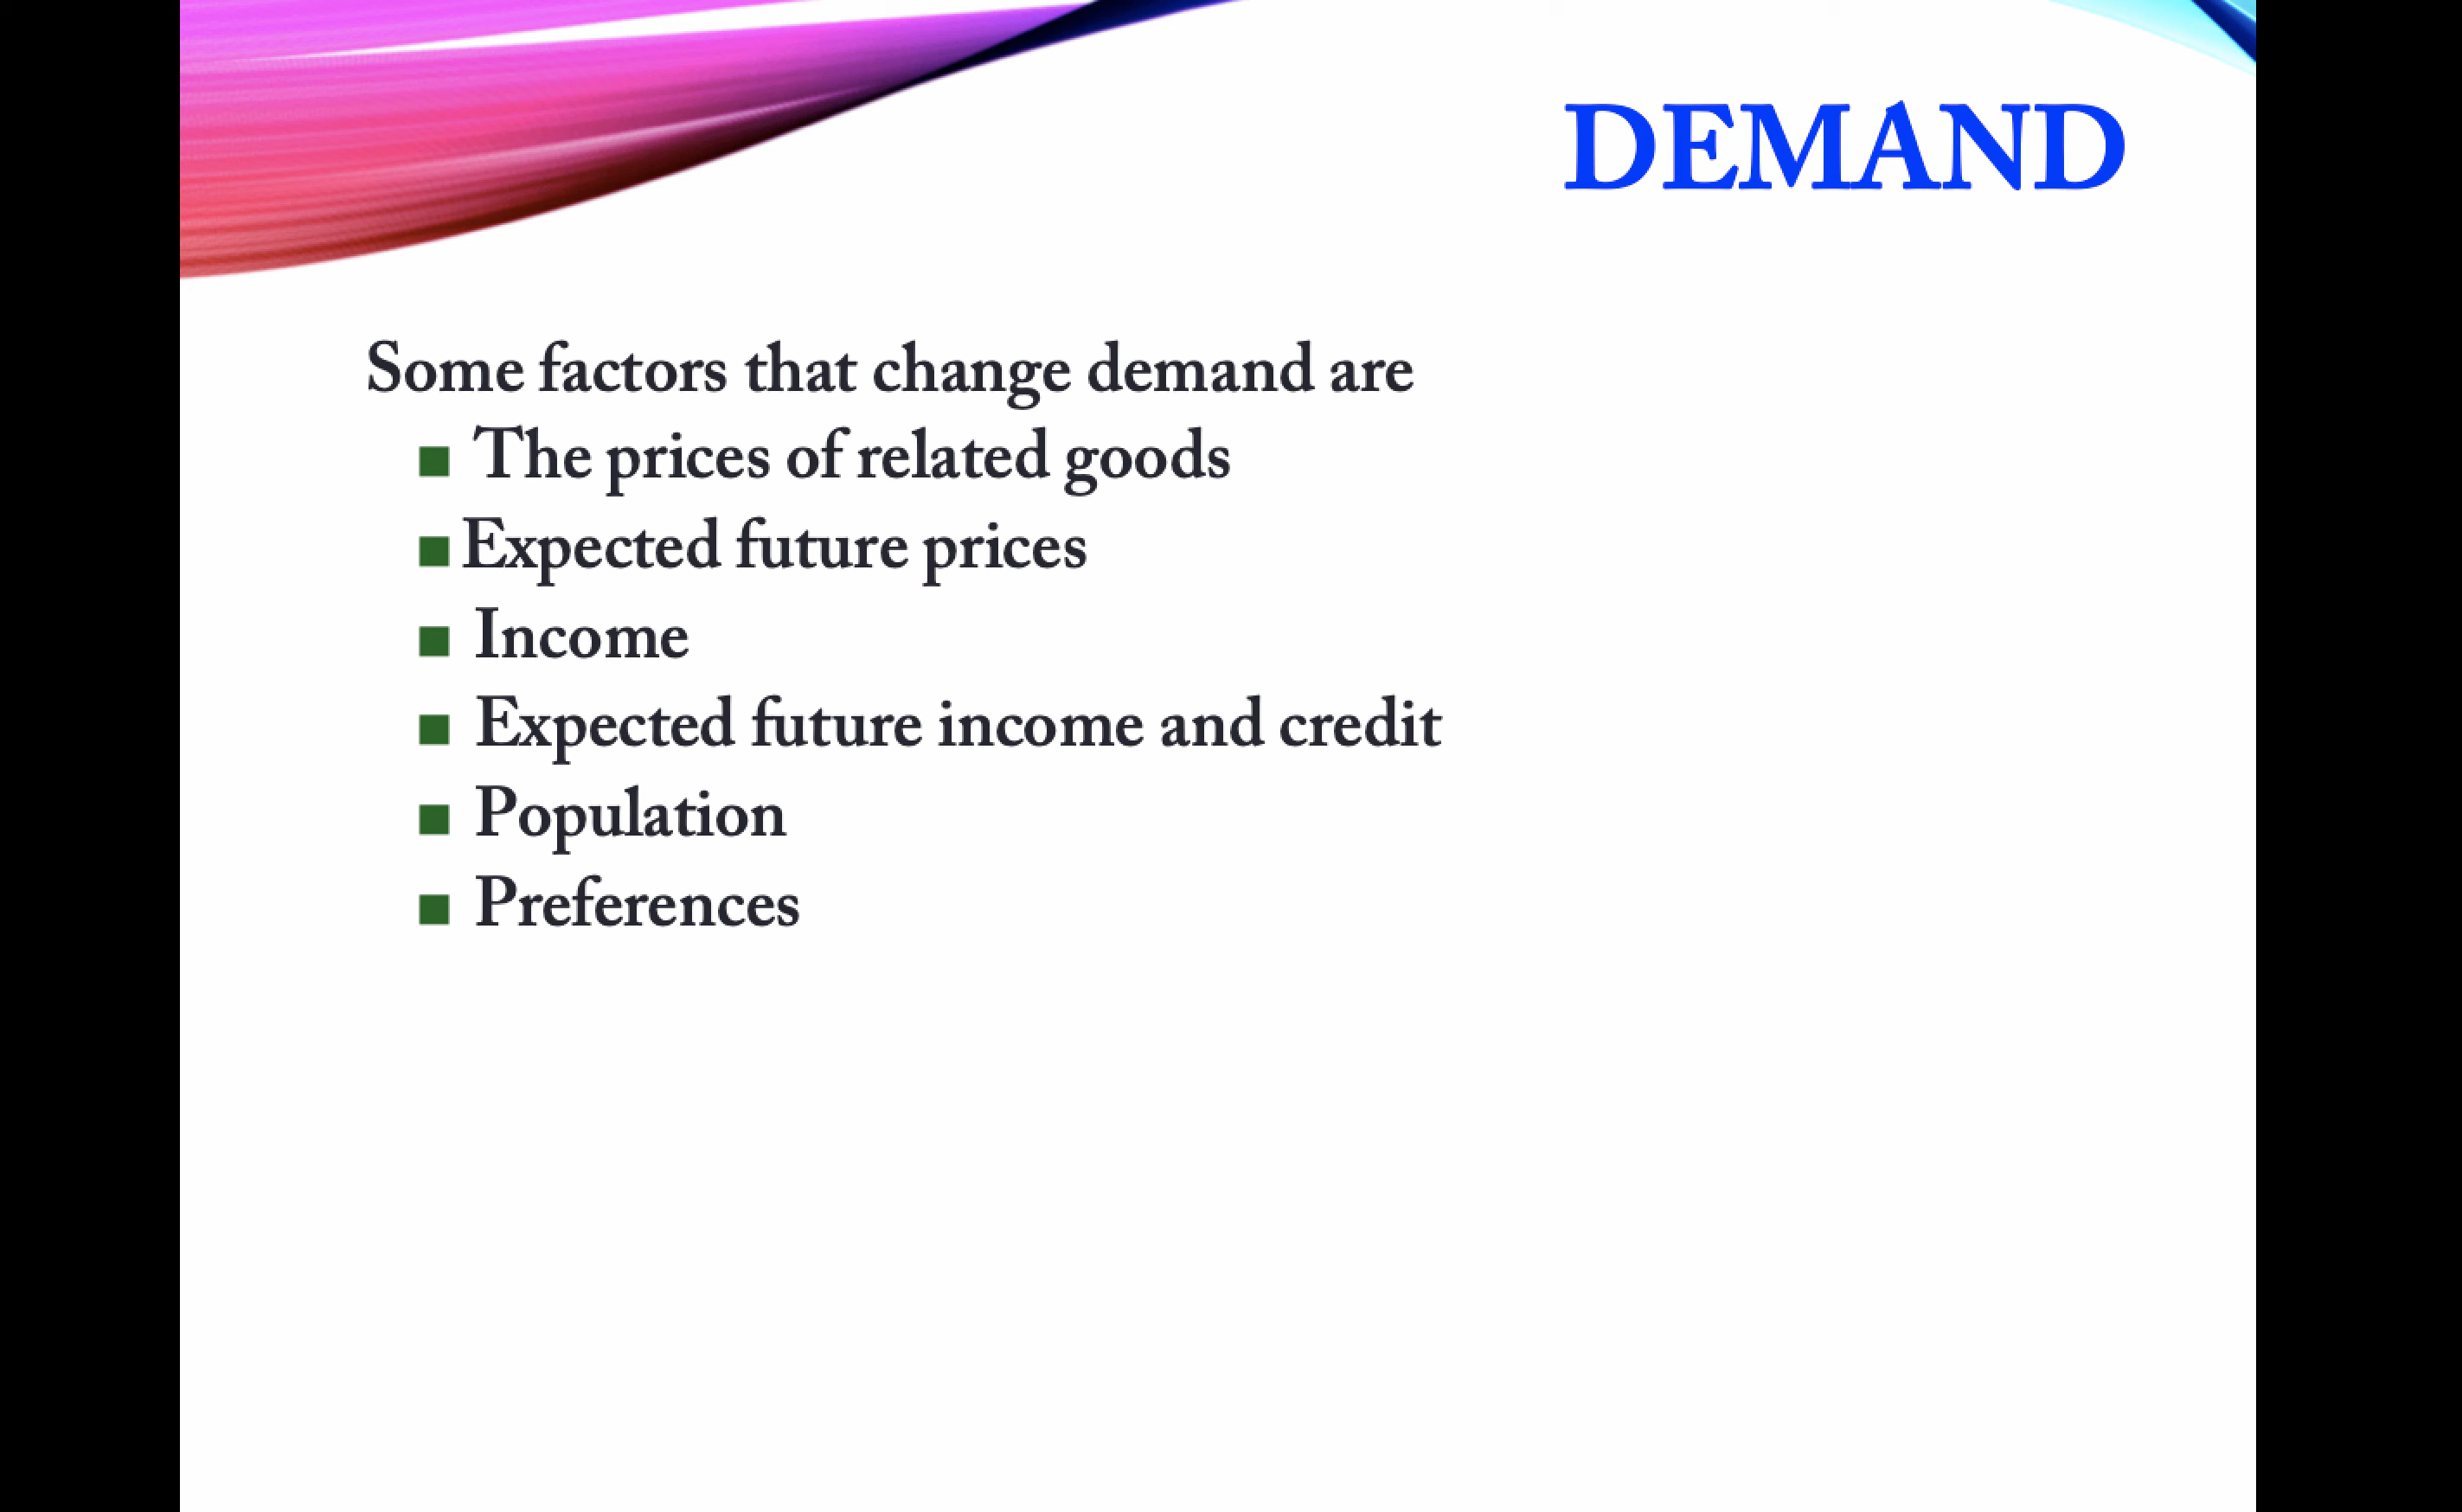 DEMAND
Some factors that change demand are
■ The prices of related goods
■ Expected future prices
■ Income
■ Expected future income and credit
■ Population
■ Preferences